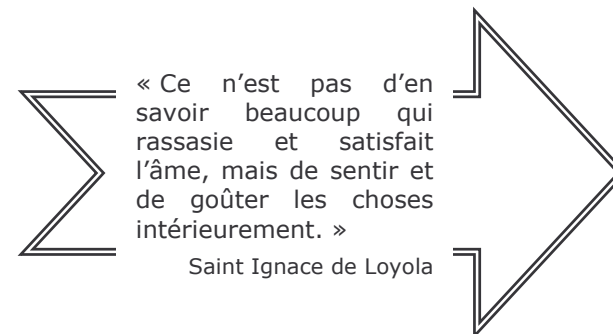 « Ce n’est pas d’en
savoir beaucoup qui
rassasie et satisfait
l’âme, mais de sentir et
de goûter les choses
intérieurement. »
Saint Ignace de Loyola